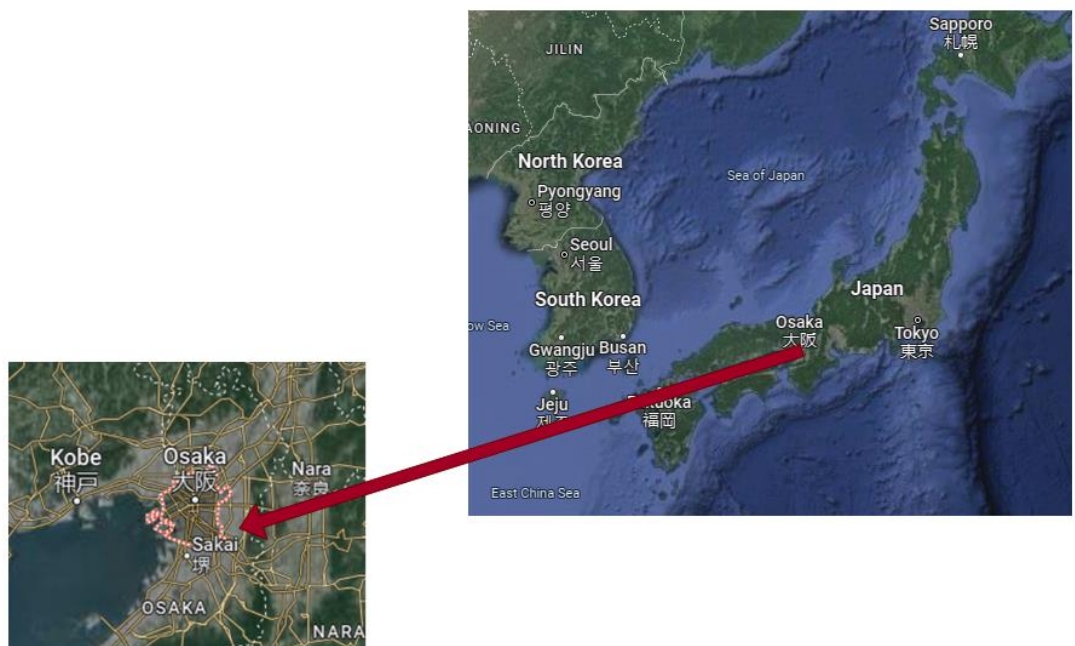 Sapporo
札幌
JILIN
AONING
North Korea
Sea of Japan
Pyongyang
평양
Seoul
서울
Japan
South Korea
ow Sea
Osaka
大阪
Tokyo
東京
Gwangju
광주
Busan
부산
Jeju
福岡
East China Sea
Kobe
神戸
Osaka
大阪
Nara
奈良
Sakai
堺
OSAKA
NARA